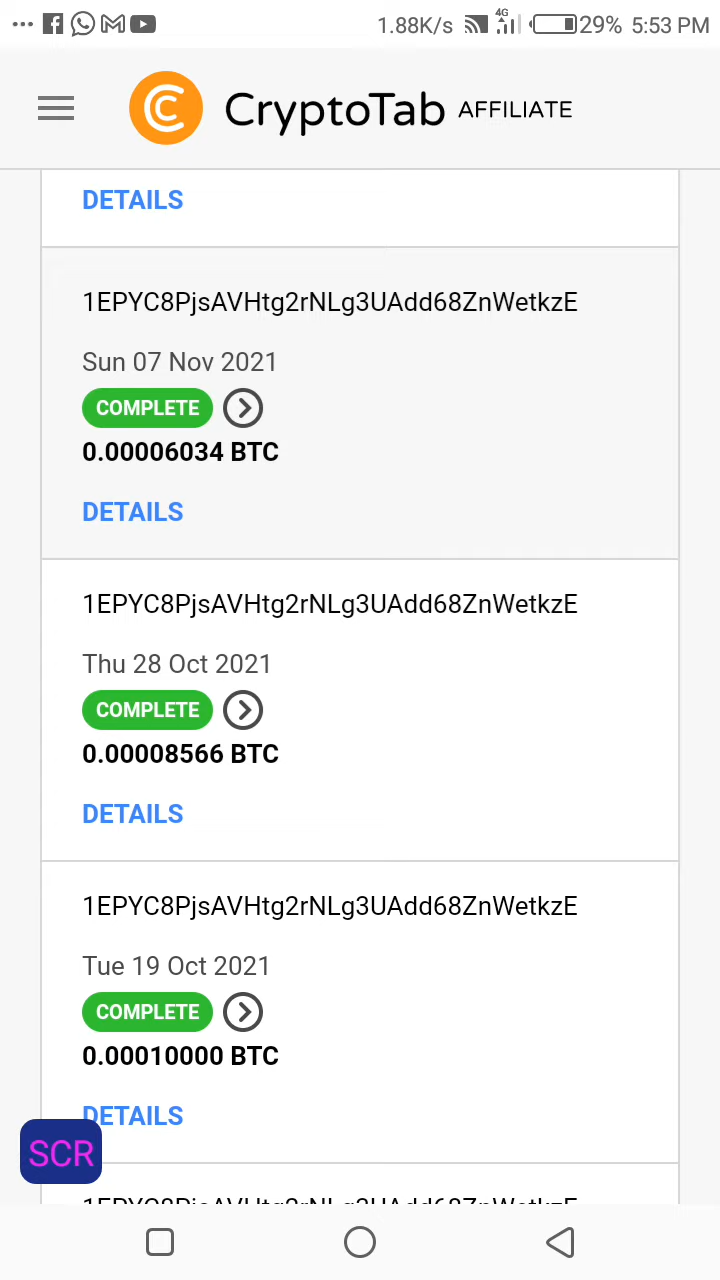 1.88K/s 4G 29% 5:53 PM
CryptoTab AFFILIATE
DETAILS
1EPYC8PjsAVHtg2rNLg3UAdd68ZnWetkzE
Sun 07 Nov 2021
COMPLETE
0.00006034 BTC
DETAILS
1EPYC8PjsAVHtg2rNLg3UAdd68ZnWetkzE
Thu 28 Oct 2021
COMPLETE
0.00008566 BTC
DETAILS
1EPYC8PjsAVHtg2rNLg3UAdd68ZnWetkzE
Tue 19 Oct 2021
COMPLETE
0.00010000 BTC
DETAILS
SCR